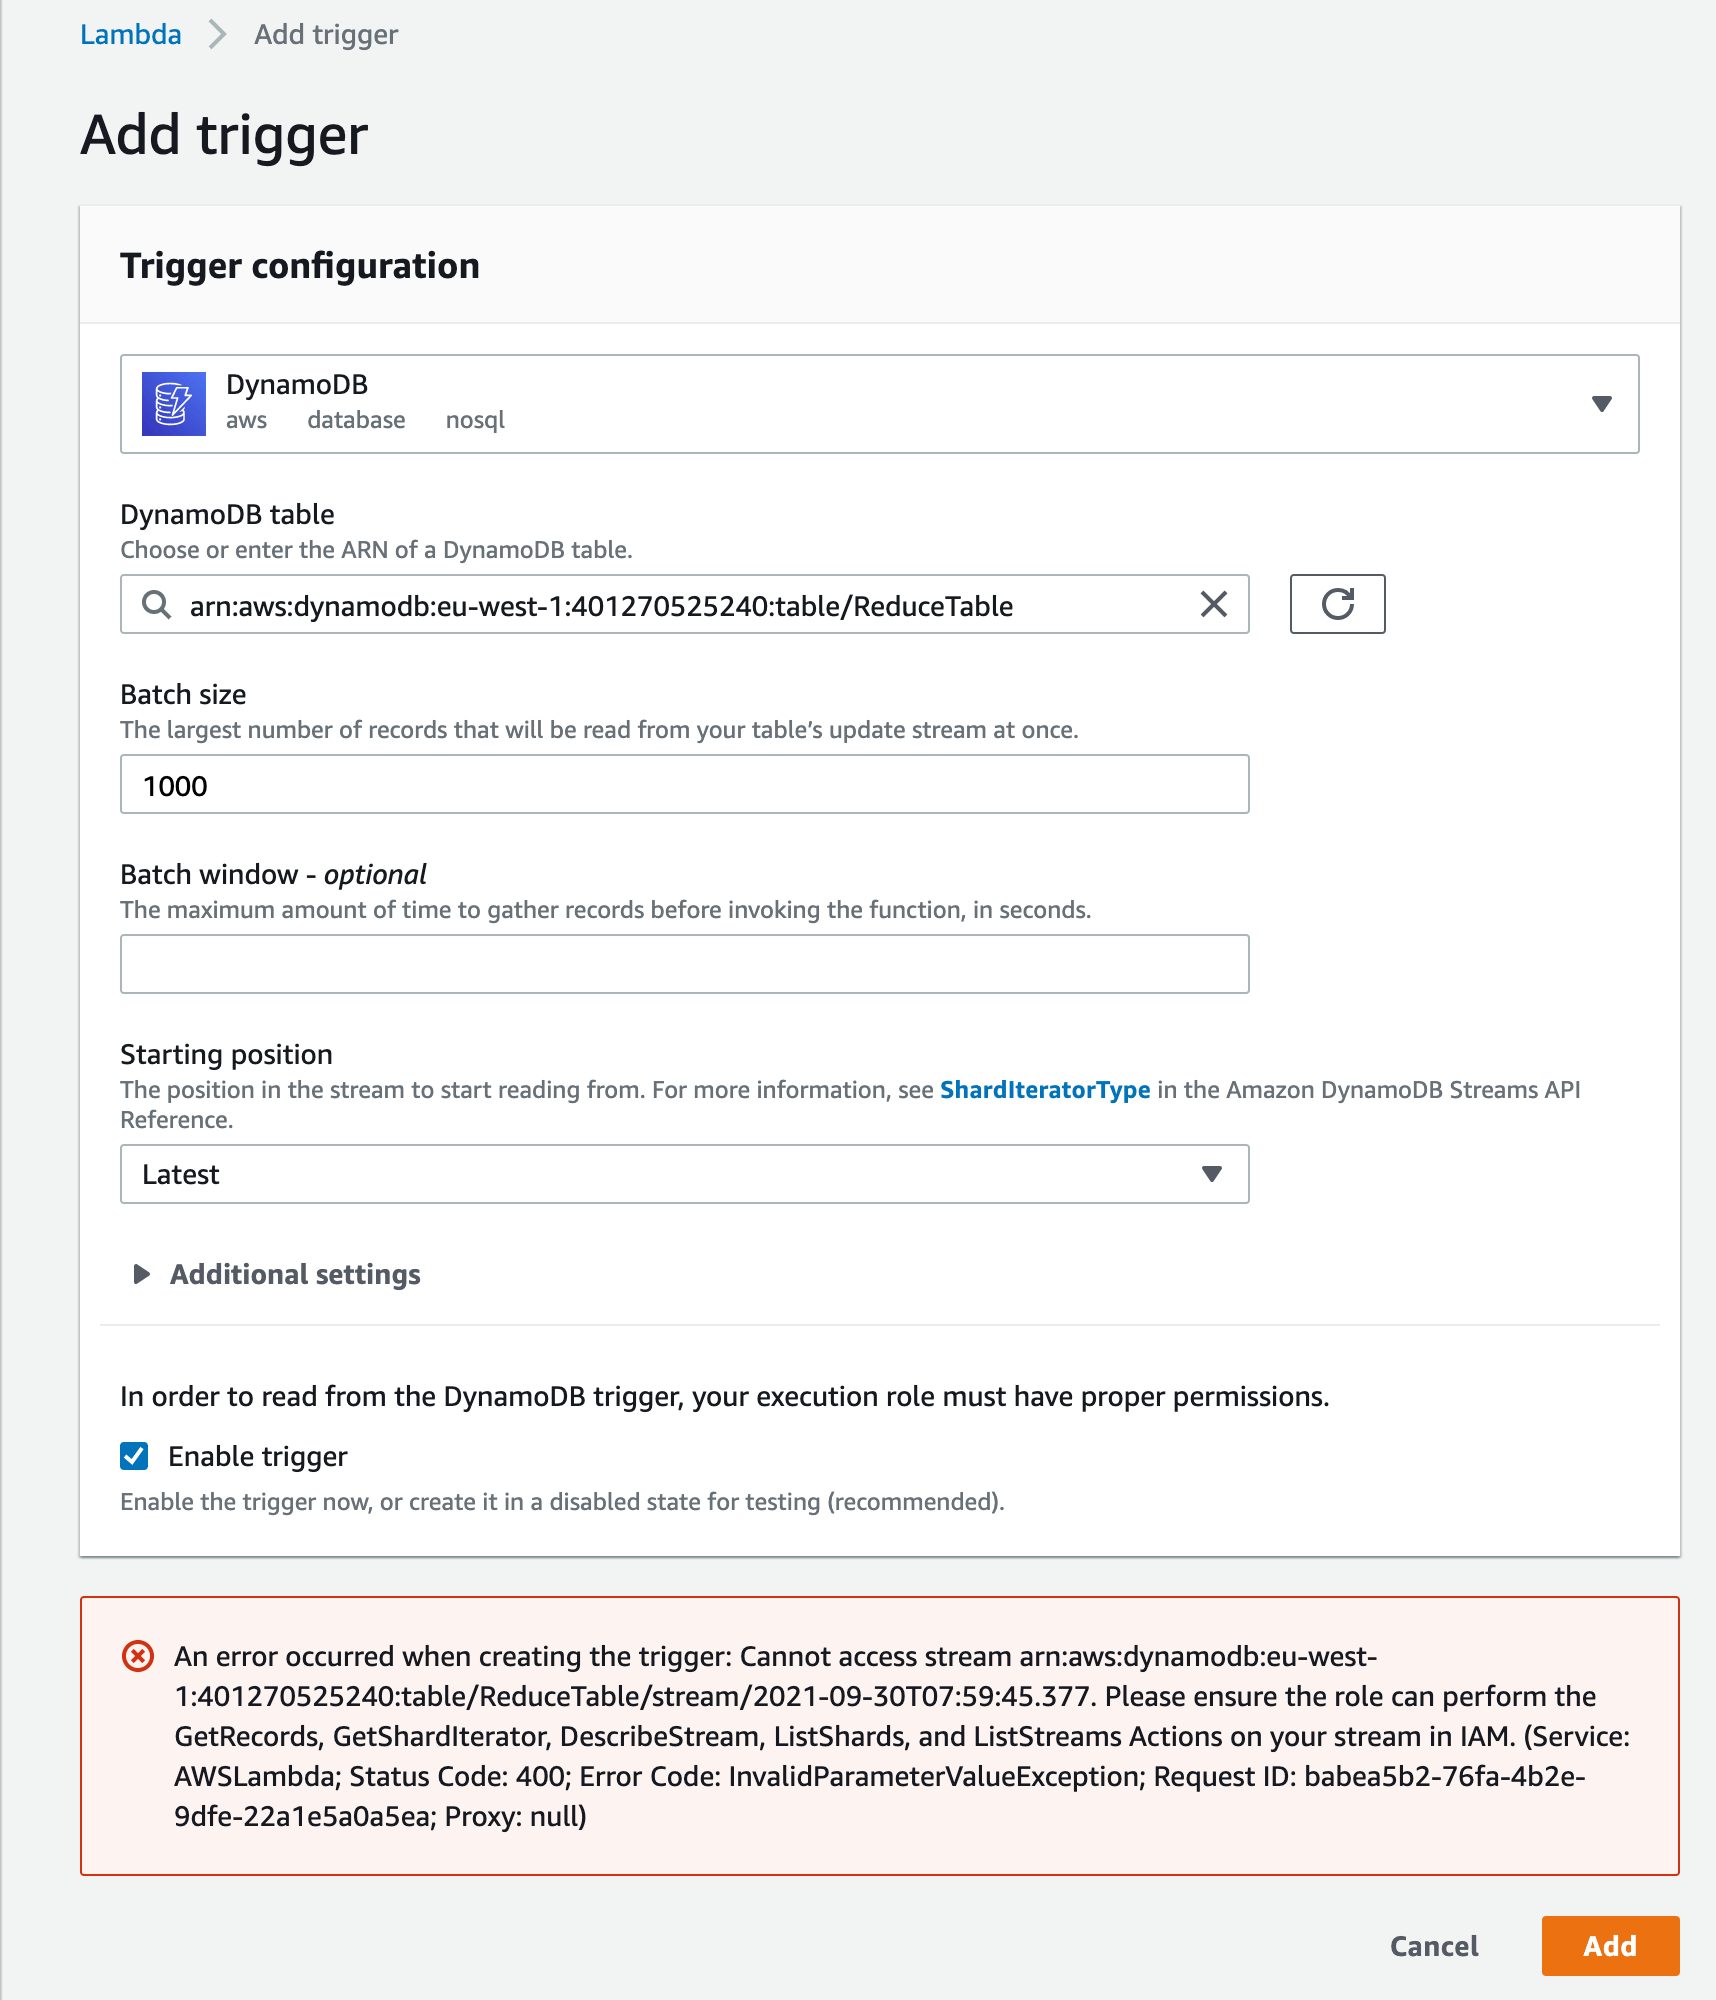 Lambda > Add trigger
Add trigger
Trigger configuration
DynamoDB
aws database nosql
DynamoDB table
Choose or enter the ARN of a DynamoDB table.
arn:aws:dynamodb:eu-west-1:401270525240:table/ReduceTable
Batch size
The largest number of records that will be read from your table’s update stream at once.
1000
Batch window - optional
The maximum amount of time to gather records before invoking the function, in seconds.
Starting position
The position in the stream to start reading from. For more information, see ShardIteratorType in the Amazon DynamoDB Streams API
Reference.
Latest
Additional settings
In order to read from the DynamoDB trigger, your execution role must have proper permissions.
Enable trigger
Enable the trigger now, or create it in a disabled state for testing (recommended).
An error occurred when creating the trigger: Cannot access stream arn:aws:dynamodb:eu-west-
1:401270525240:table/ReduceTable/stream/2021-09-30T07:59:45.377. Please ensure the role can perform the
GetRecords, GetShardIterator, DescribeStream, ListShards, and ListStreams Actions on your stream in IAM. (Service:
AWSLambda; Status Code: 400; Error Code: InvalidParameterValueException; Request ID: babea5b2-76fa-4b2e-
9dfe-22a1e5a0a5ea; Proxy: null)
Cancel Add